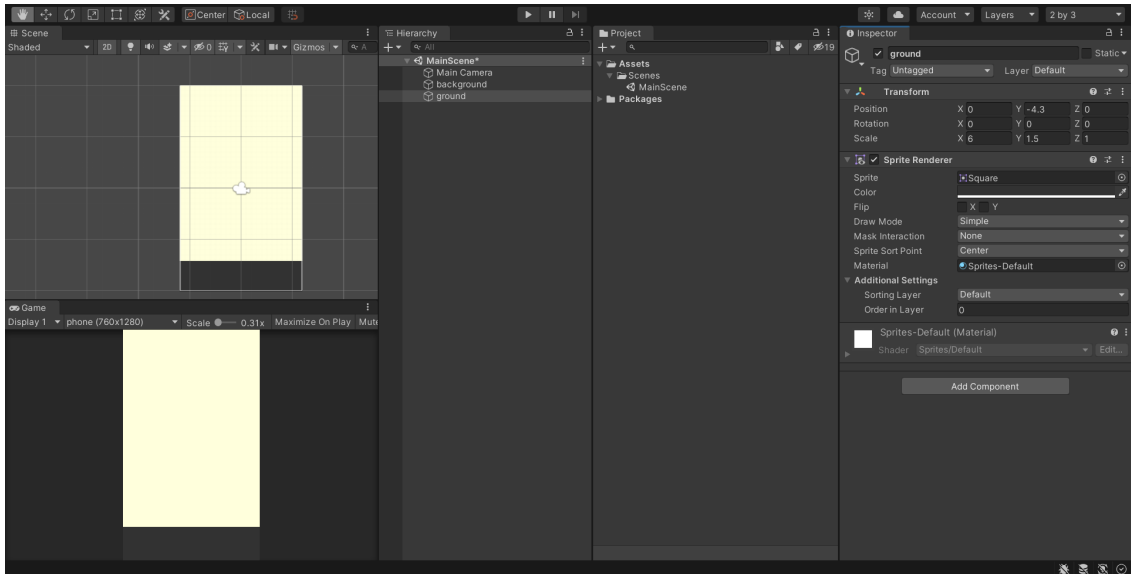 Center Local Account Layers 2 by 3
Scene
Shaded 2D 0 Gizmos A
Game
Display 1 phone (760x1280) Scale 0.31x Maximize On Play Mute
Hierarchy
All
MainScene*
Main Camera
background
ground
Project
19
Assets
Scenes
MainScene
Packages
Inspector
ground Static
Tag Untagged Layer Default
Transform
Position X 0 Y -4.3 Z 0
Rotation X 0 Y 0 Z 0
Scale X 6 Y 1.5 Z 1
Sprite Renderer
Sprite Square
Color
Flip X Y
Draw Mode Simple
Mask Interaction None
Sprite Sort Point Center
Material Sprites-Default
Additional Settings
Sorting Layer Default
Order in Layer 0
Sprites-Default (Material)
Shader Sprites/Default Edit...
Add Component